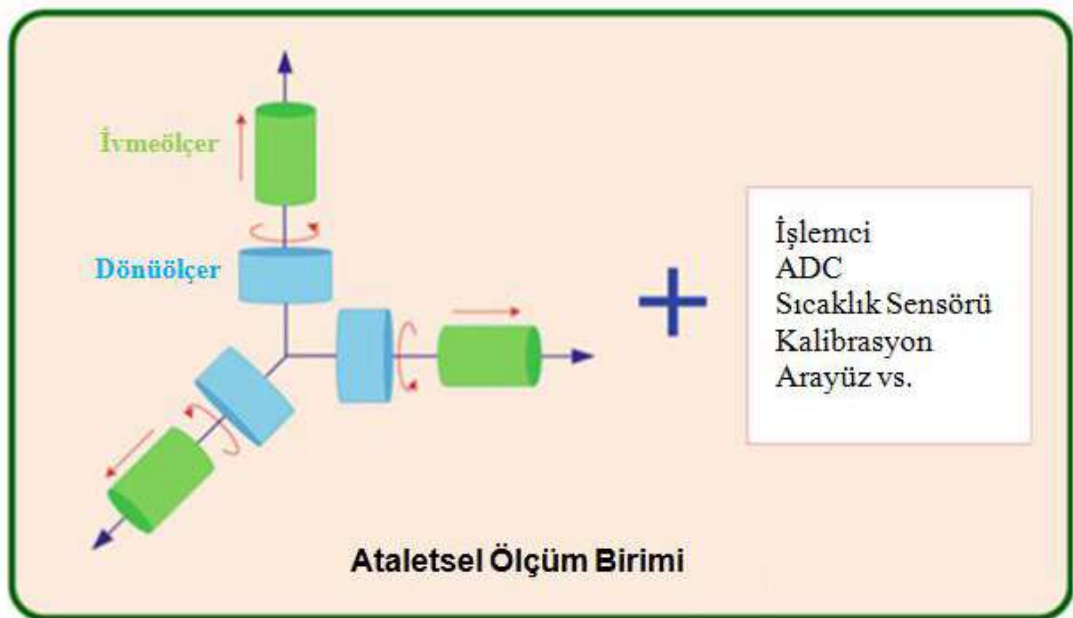 İvmeölçer
Dönüölçer
İşlemci
ADC
Sıcaklık Sensörü
Kalibrasyon
Arayüz vs.
Ataletsel Ölçüm Birimi